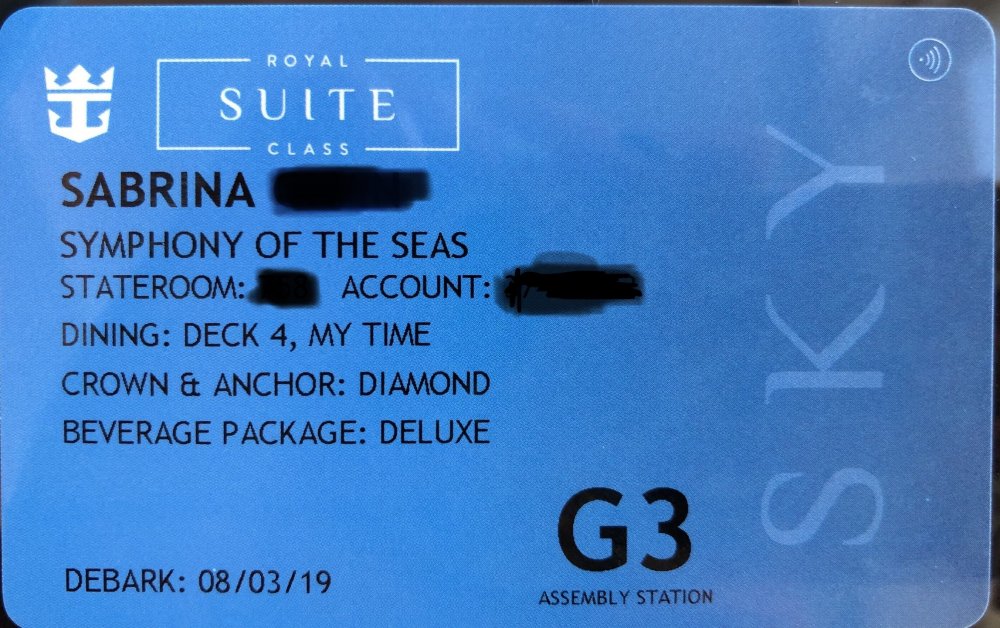 ROYAL
SUITE
CLASS
SABRINA
SYMPHONY OF THE SEAS
STATEROOM: ACCOUNT:
DINING: DECK 4, MY TIME
CROWN & ANCHOR: DIAMOND
BEVERAGE PACKAGE: DELUXE
G3
ASSEMBLY STATION
DEBARK: 08/03/19
SKY